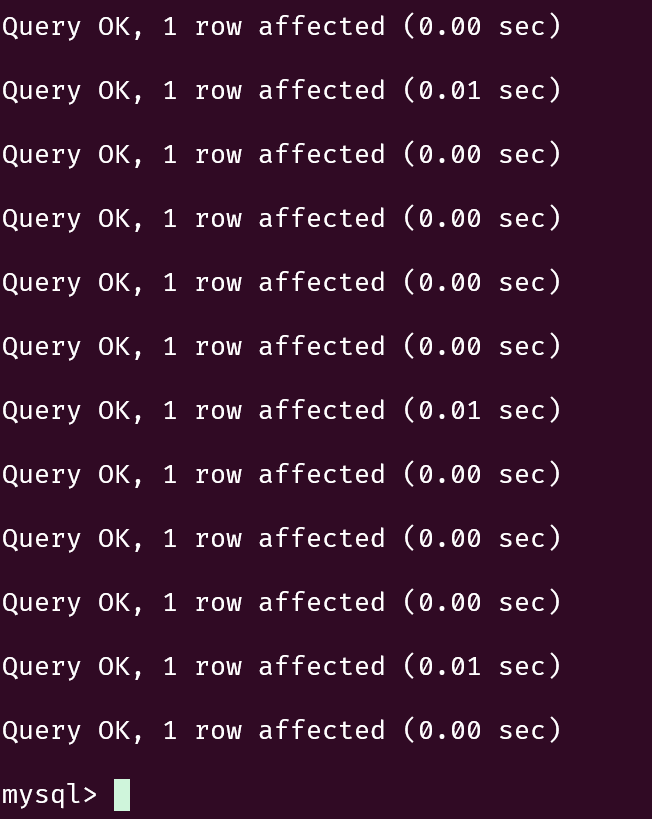 Query OK, 1 row affected (0.00 sec)
Query OK, 1 row affected (0.01 sec)
Query OK, 1 row affected (0.00 sec)
Query OK, 1 row affected (0.00 sec)
Query OK, 1 row affected (0.00 sec)
Query OK, 1 row affected (0.00 sec)
Query OK, 1 row affected (0.01 sec)
Query OK, 1 row affected (0.00 sec)
Query OK, 1 row affected (0.00 sec)
Query OK, 1 row affected (0.00 sec)
Query OK, 1 row affected (0.01 sec)
Query OK, 1 row affected (0.00 sec)
mysql>